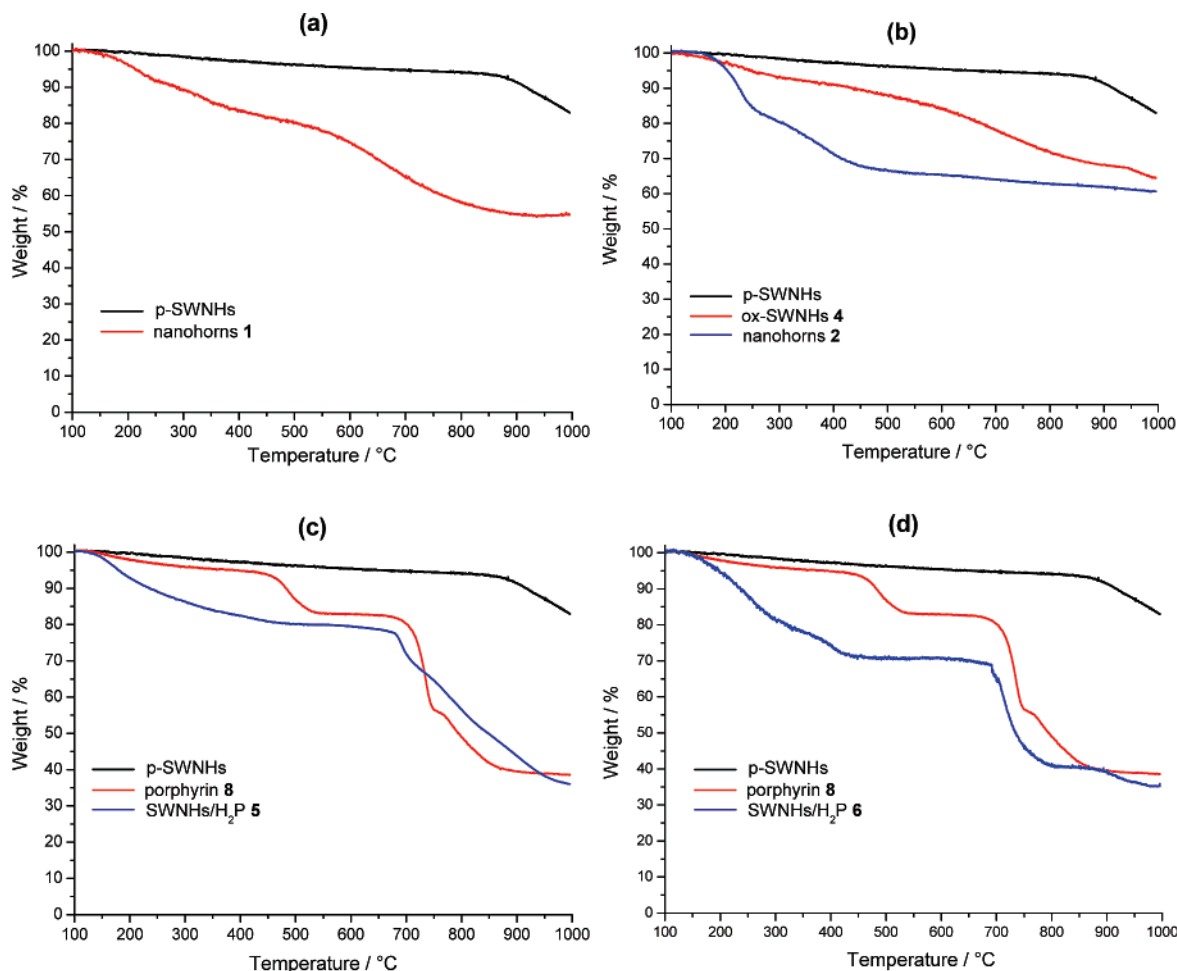 (a)
100
90
80
70
60
50
40
30
20
10
0
Weight / %
p-SWNHs
nanohorns 1
100 200 300 400 500 600 700 800 900 1000
Temperature / °C
(b)
100
90
80
70
60
50
40
30
20
10
0
Weight / %
p-SWNHs
ox-SWNHs 4
nanohorns 2
100 200 300 400 500 600 700 800 900 1000
Temperature / °C
(c)
100
90
80
70
60
50
40
30
20
10
0
Weight / %
p-SWNHs
porphyrin 8
SWNHs/H₂P 5
100 200 300 400 500 600 700 800 900 1000
Temperature / °C
(d)
100
90
80
70
60
50
40
30
20
10
0
Weight / %
p-SWNHs
porphyrin 8
SWNHs/H₂P 6
100 200 300 400 500 600 700 800 900 1000
Temperature / °C